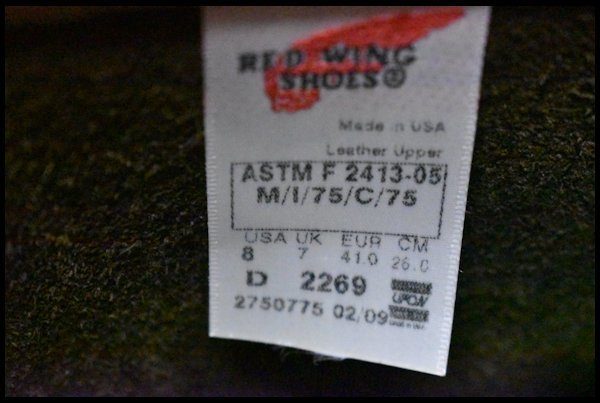 RED WING
SHOES®
Made in USA
Leather Upper
ASTM F 2413-05
M/I/75/C/75
USA UK EUR CM
8 7 41.0 26.0
D 2269
UPON
2750775 02/09